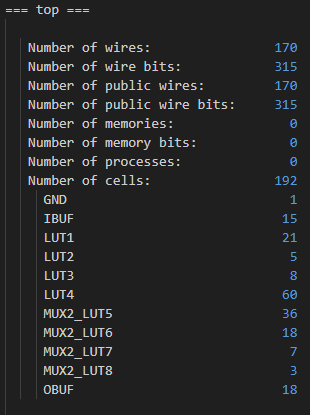 === top ===
Number of wires: 170
Number of wire bits: 315
Number of public wires: 170
Number of public wire bits: 315
Number of memories: 0
Number of memory bits: 0
Number of processes: 0
Number of cells: 192
GND 1
IBUF 15
LUT1 21
LUT2 5
LUT3 8
LUT4 60
MUX2_LUT5 36
MUX2_LUT6 18
MUX2_LUT7 7
MUX2_LUT8 3
OBUF 18